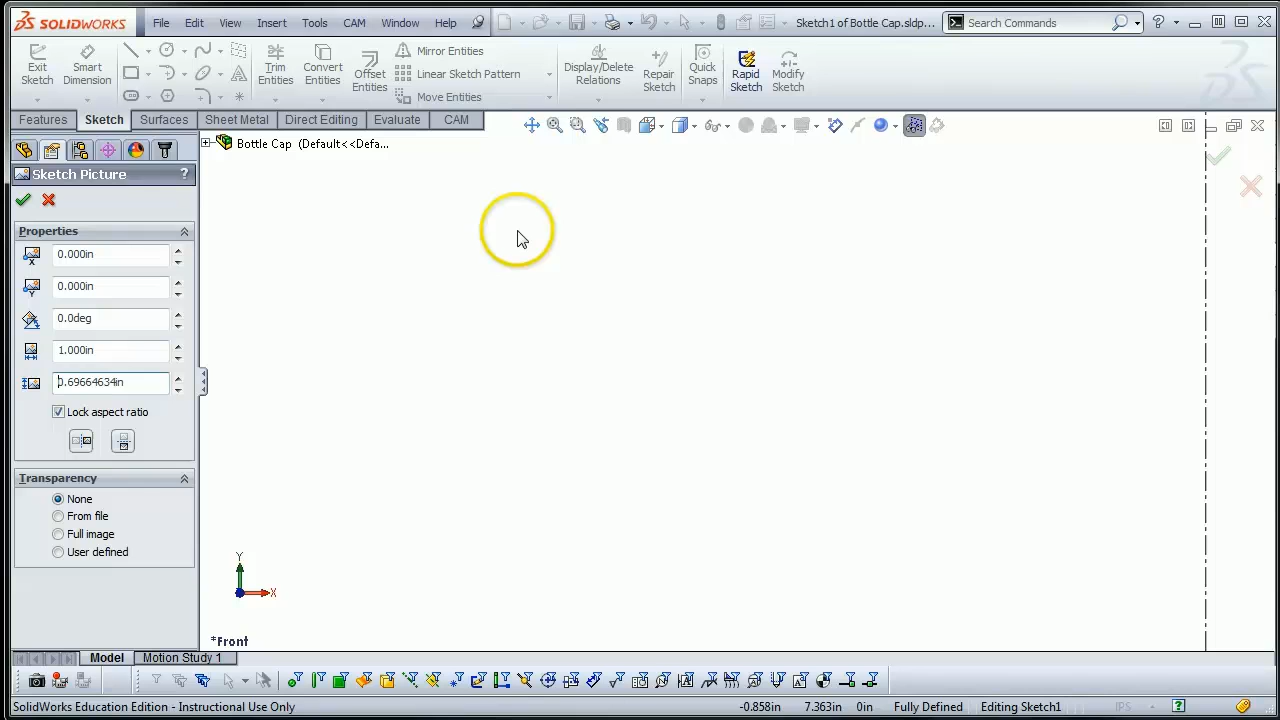 SOLIDWORKS File Edit View Insert Tools CAM Window Help Sketch1 of Bottle Cap.sldp... Search Commands
Exit Sketch
Smart Dimension
Trim Entities
Convert Entities
Offset Entities
Mirror Entities
Linear Sketch Pattern
Move Entities
Display/Delete Relations
Repair Sketch
Quick Snaps
Rapid Sketch
Modify Sketch
Features Sketch Surfaces Sheet Metal Direct Editing Evaluate CAM
Bottle Cap (Default<<Defa...
Sketch Picture ?
Properties
0.000in
0.000in
0.0deg
1.000in
0.69664634in
Lock aspect ratio
Transparency
None
From file
Full image
User defined
Y
X
*Front
Model Motion Study 1
SolidWorks Education Edition - Instructional Use Only -0.858in 7.363in 0in Fully Defined Editing Sketch1 IPS